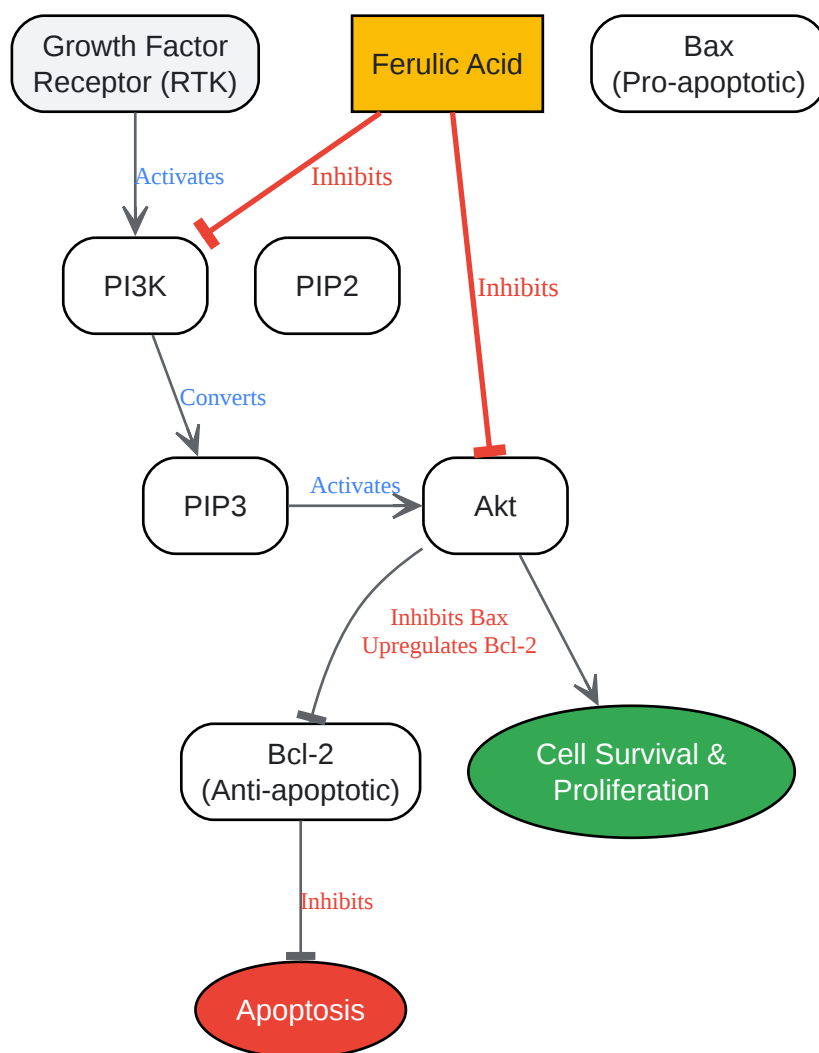 Growth Factor
Receptor (RTK)
Ferulic Acid
Bax
(Pro-apoptotic)
Activates
Inhibits
PI3K
PIP2
Inhibits
Converts
PIP3
Activates
Akt
Inhibits Bax
Upregulates Bcl-2
Bcl-2
(Anti-apoptotic)
Cell Survival &
Proliferation
Inhibits
Apoptosis